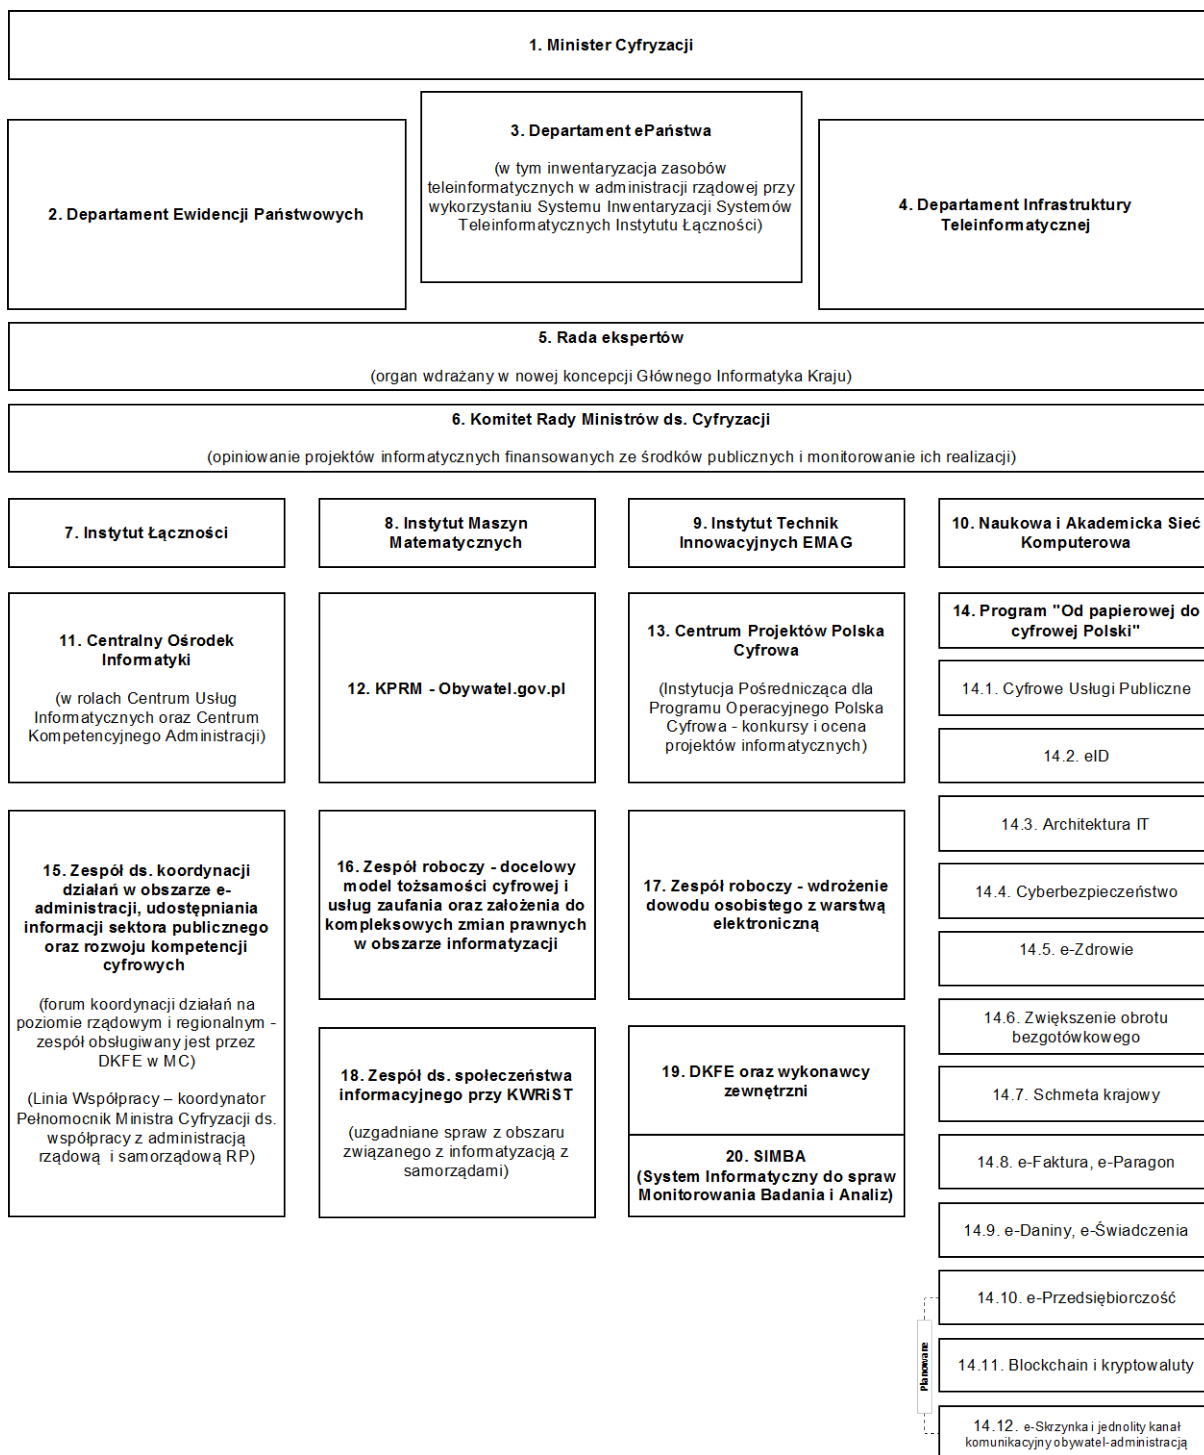 1. Minister Cyfryzacji
2. Departament Ewidencji Państwowych
3. Departament ePaństwa
(w tym inwentaryzacja zasobów
teleinformatycznych w administracji rządowej przy
wykorzystaniu Systemu Inwentaryzacji Systemów
Teleinformatycznych Instytutu Łączności)
4. Departament Infrastruktury
Teleinformatycznej
5. Rada ekspertów
(organ wdrażany w nowej koncepcji Głównego Informatyka Kraju)
6. Komitet Rady Ministrów ds. Cyfryzacji
(opiniowanie projektów informatycznych finansowanych ze środków publicznych i monitorowanie ich realizacji)
7. Instytut Łączności
8. Instytut Maszyn
Matematycznych
9. Instytut Technik
Innowacyjnych EMAG
10. Naukowa i Akademicka Sieć
Komputerowa
11. Centralny Ośrodek
Informatyki
(w rolach Centrum Usług
Informatycznych oraz Centrum
Kompetencyjnego Administracji)
12. KPRM - Obywatel.gov.pl
13. Centrum Projektów Polska
Cyfrowa
(Instytucja Pośrednicząca dla
Programu Operacyjnego Polska
Cyfrowa - konkursy i ocena
projektów informatycznych)
14. Program "Od papierowej do
cyfrowej Polski"
14.1. Cyfrowe Usługi Publiczne
14.2. eID
14.3. Architektura IT
14.4. Cyberbezpieczeństwo
14.5. e-Zdrowie
14.6. Zwiększenie obrotu
bezgotówkowego
14.7. Schmeta krajowy
14.8. e-Faktura, e-Paragon
14.9. e-Daniny, e-Świadczenia
14.10. e-Przedsiębiorczość
14.11. Blockchain i kryptowaluty
14.12. e-Skrzynka i jednolity kanał
komunikacyjny obywatel-administracją
Planowane
15. Zespół ds. koordynacji
działań w obszarze e-
administracji, udostępniania
informacji sektora publicznego
oraz rozwoju kompetencji
cyfrowych
(forum koordynacji działań na
poziomie rządowym i regionalnym -
zespół obsługiwany jest przez
DKFE w MC)
(Linia Współpracy – koordynator
Pełnomocnik Ministra Cyfryzacji ds.
współpracy z administracją
rządową i samorządową RP)
16. Zespół roboczy - docelowy
model tożsamości cyfrowej i
usług zaufania oraz założenia do
kompleksowych zmian prawnych
w obszarze informatyzacji
17. Zespół roboczy - wdrożenie
dowodu osobistego z warstwą
elektroniczną
18. Zespół ds. społeczeństwa
informacyjnego przy KWRiST
(uzgadniane spraw z obszaru
związanego z informatyzacją z
samorządami)
19. DKFE oraz wykonawcy
zewnętrzni
20. SIMBA
(System Informatyczny do spraw
Monitorowania Badania i Analiz)